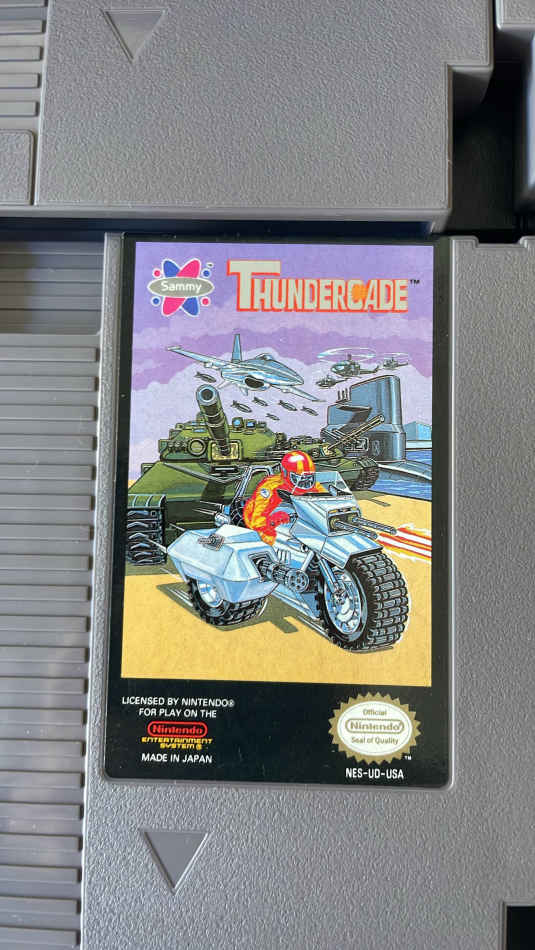 Sammy
THUNDERCADE™
LICENSED BY NINTENDO®
FOR PLAY ON THE
Nintendo
ENTERTAINMENT
SYSTEM®
MADE IN JAPAN
Official
Nintendo®
Seal of Quality
™
NES-UD-USA